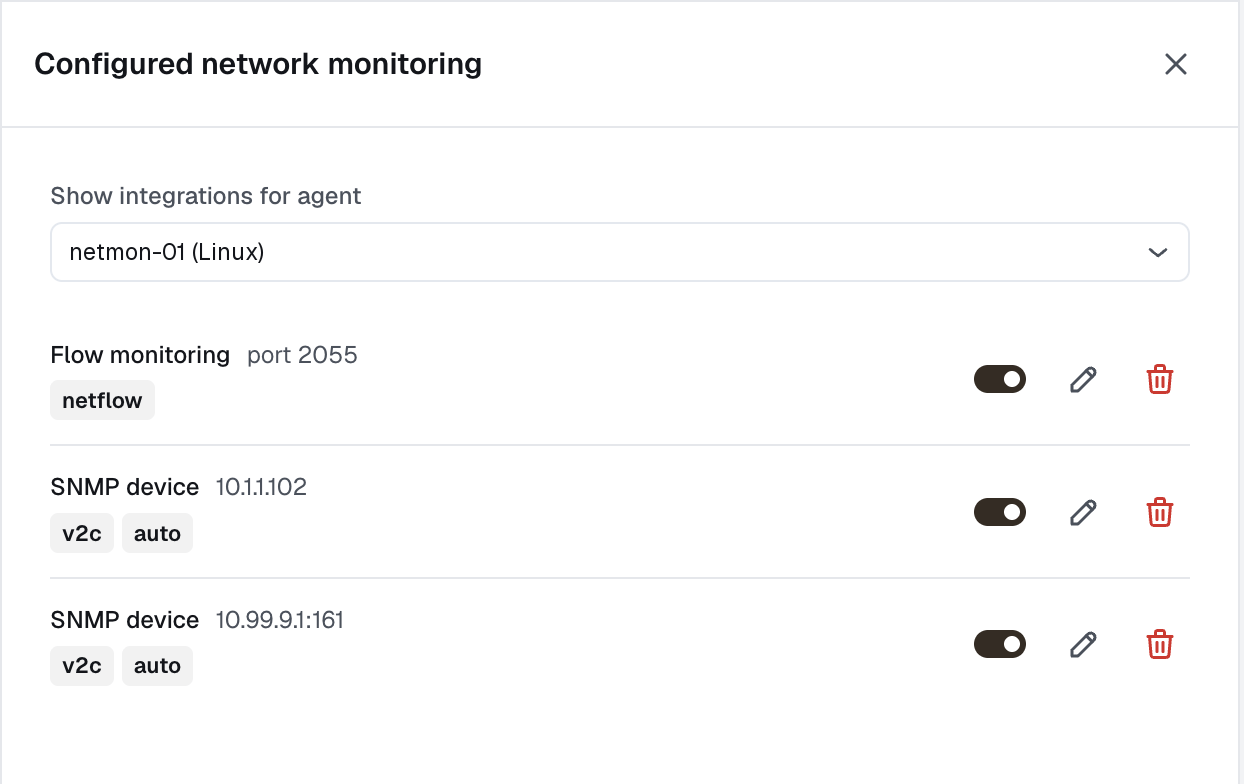 Configured network monitoring
Show integrations for agent
netmon-01 (Linux)
Flow monitoring port 2055
netflow
SNMP device 10.1.1.102
v2c auto
SNMP device 10.99.9.1:161
v2c auto